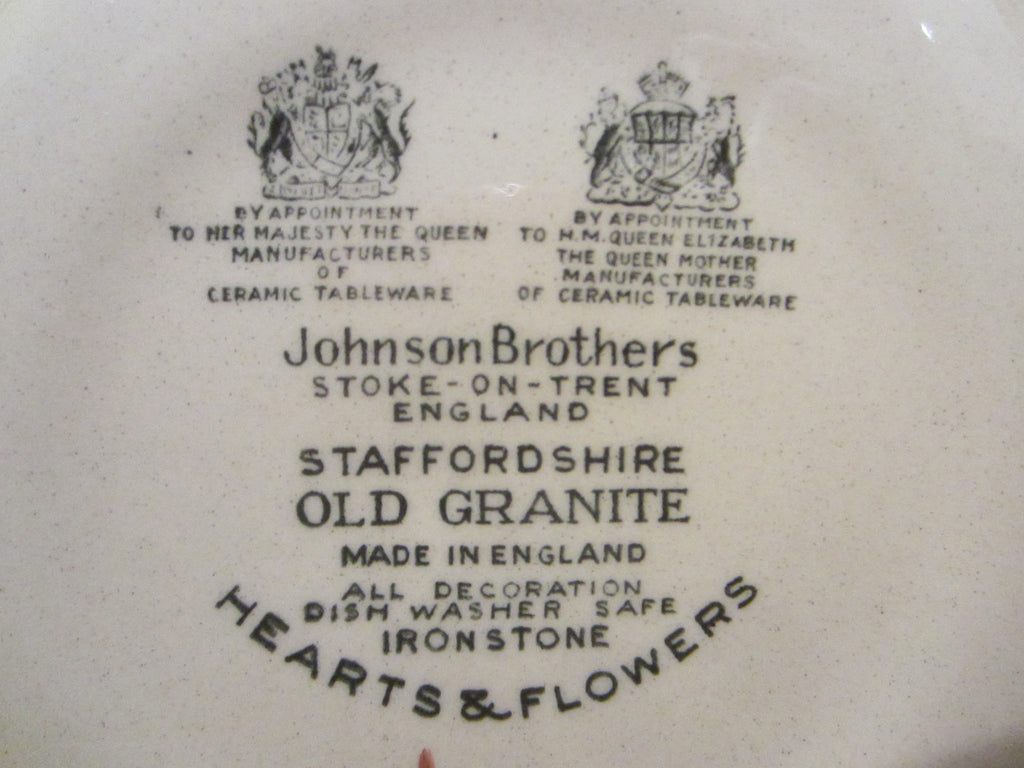 BY APPOINTMENT
TO HER MAJESTY THE QUEEN
MANUFACTURERS
OF
CERAMIC TABLEWARE
BY APPOINTMENT
TO H.M. QUEEN ELIZABETH
THE QUEEN MOTHER
MANUFACTURERS
OF CERAMIC TABLEWARE
Johnson Brothers
STOKE-ON-TRENT
ENGLAND
STAFFORDSHIRE
OLD GRANITE
MADE IN ENGLAND
ALL DECORATION
DISH WASHER SAFE
IRONSTONE
HEARTS & FLOWERS